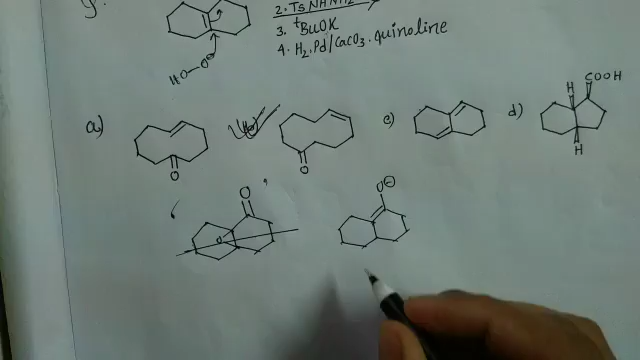 2. TsNHNH2
3. tBuOK
4. H2.Pd/CaCO3.quinoline
HO-O⊖
a)
c)
d)
H
COOH
H
O
O
O
O⊖